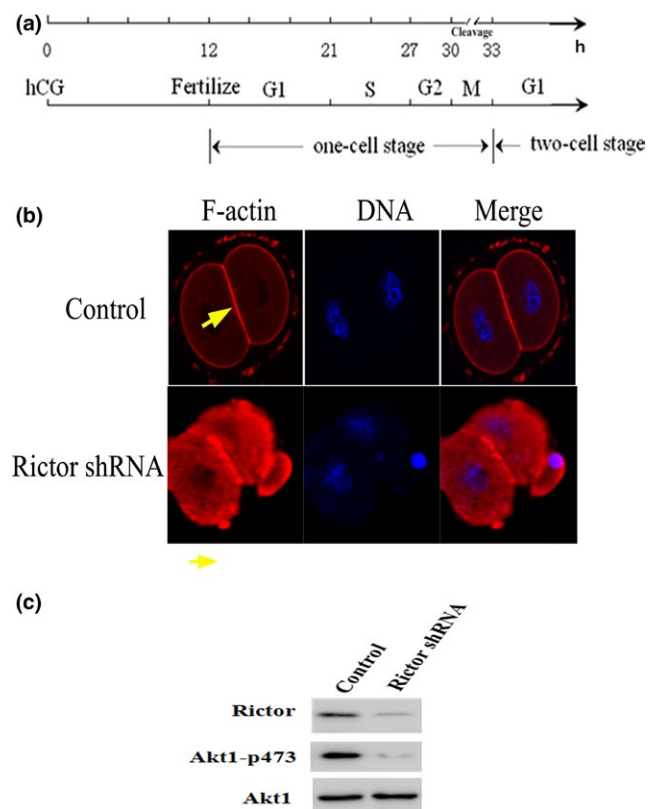 (a)
Cleavage
0 12 21 27 30 33 h
hCG Fertilize G1 S G2 M G1
one-cell stage two-cell stage
(b)
F-actin DNA Merge
Control
Rictor shRNA
(c)
Control Rictor shRNA
Rictor
Akt1-p473
Akt1